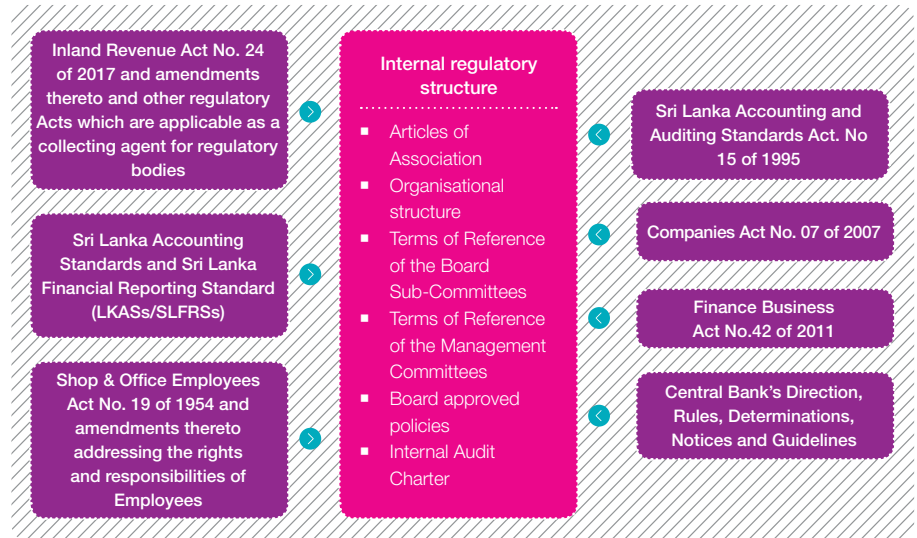 Inland Revenue Act No. 24
of 2017 and amendments
thereto and other regulatory
Acts which are applicable as a
collecting agent for regulatory
bodies
Sri Lanka Accounting
Standards and Sri Lanka
Financial Reporting Standard
(LKASs/SLFRSs)
Shop & Office Employees
Act No. 19 of 1954 and
amendments thereto
addressing the rights
and responsibilities of
Employees
Internal regulatory
structure
▪ Articles of
Association
▪ Organisational
structure
▪ Terms of Reference
of the Board
Sub-Committees
▪ Terms of Reference
of the Management
Committees
▪ Board approved
policies
▪ Internal Audit
Charter
Sri Lanka Accounting and
Auditing Standards Act. No
15 of 1995
Companies Act No. 07 of 2007
Finance Business
Act No.42 of 2011
Central Bank’s Direction,
Rules, Determinations,
Notices and Guidelines